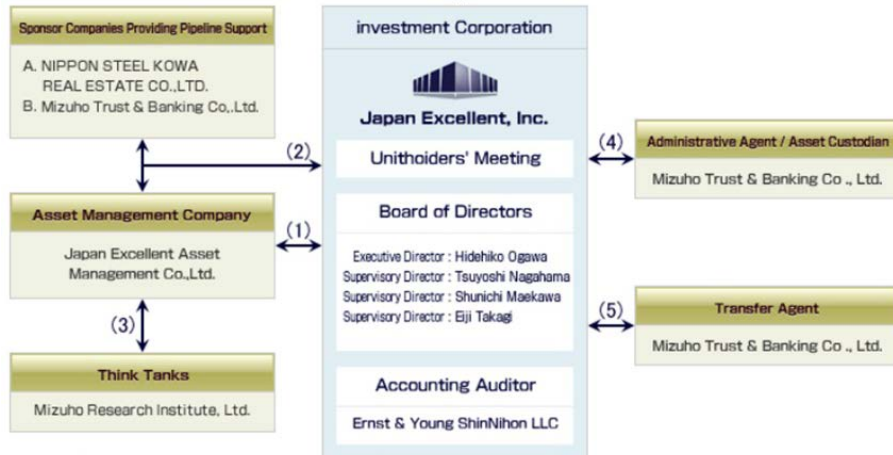 Sponsor Companies Providing Pipeline Support
A. NIPPON STEEL KOWA
REAL ESTATE CO.,LTD.
B. Mizuho Trust & Banking Co,.Ltd.
(2)
Asset Management Company
Japan Excellent Asset
Management Co.,Ltd.
(1)
(3)
Think Tanks
Mizuho Research Institute, Ltd.
investment Corporation
Japan Excellent, Inc.
Unithoiders' Meeting
Board of Directors
Executive Director : Hidehiko Ogawa
Supervisory Director : Tsuyoshi Nagahama
Supervisory Director : Shunichi Maekawa
Supervisory Director : Eiji Takagi
Accounting Auditor
Ernst & Young ShinNihon LLC
(4)
Administrative Agent / Asset Custodian
Mizuho Trust & Banking Co ., Ltd.
(5)
Transfer Agent
Mizuho Trust & Banking Co ., Ltd.